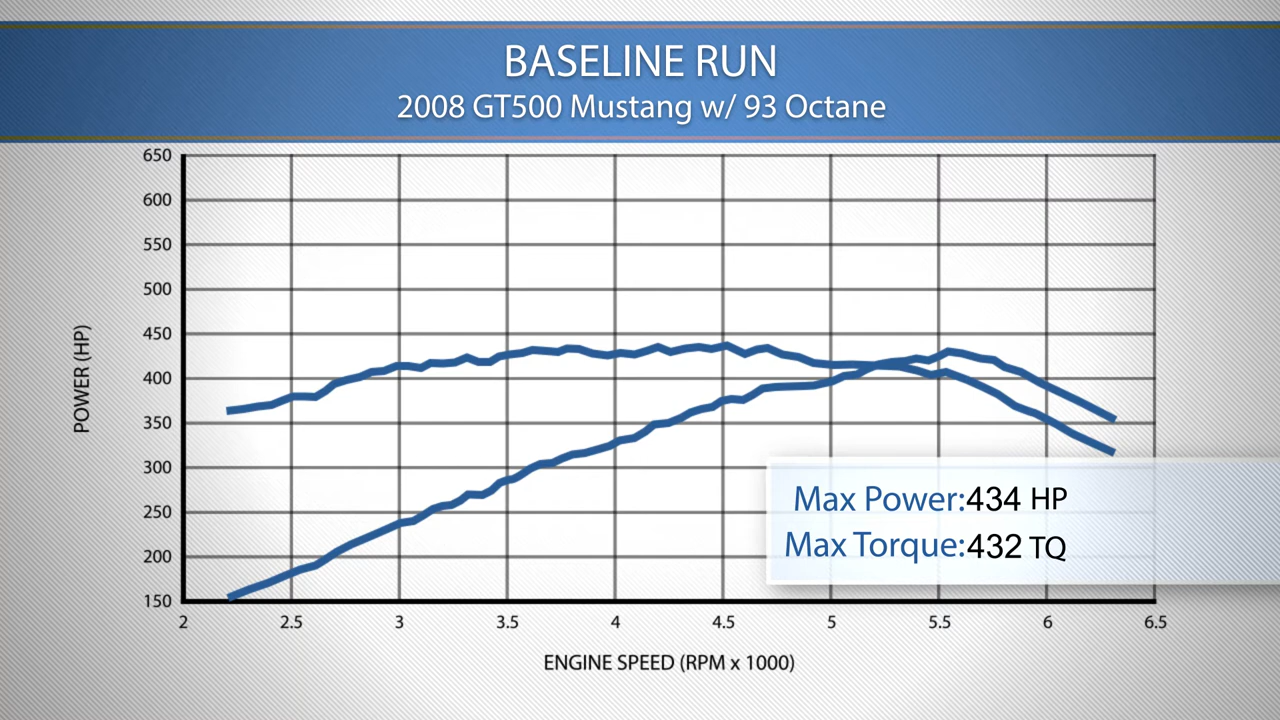 BASELINE RUN
2008 GT500 Mustang w/ 93 Octane
650
600
550
500
450
400
350
300
250
200
150
POWER (HP)
2 2.5 3 3.5 4 4.5 5 5.5 6 6.5
ENGINE SPEED (RPM x 1000)
Max Power:434 HP
Max Torque:432 TQ